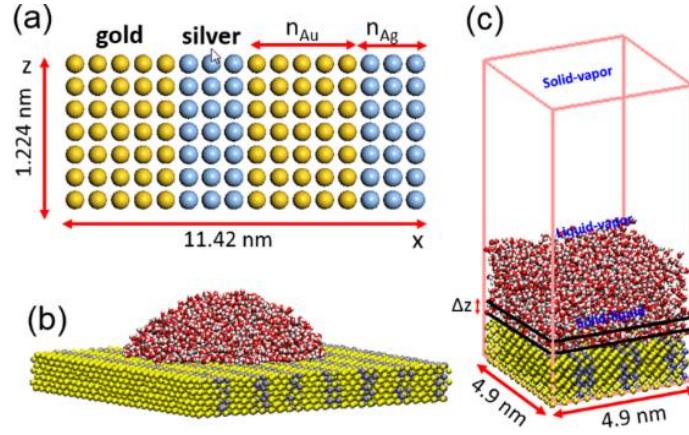 (a)
gold silver n_Au n_Ag
z
1.224 nm
11.42 nm x
(b)
(c)
Solid-vapor
Liquid-vapor
Δz
Solid-liquid
4.9 nm
4.9 nm